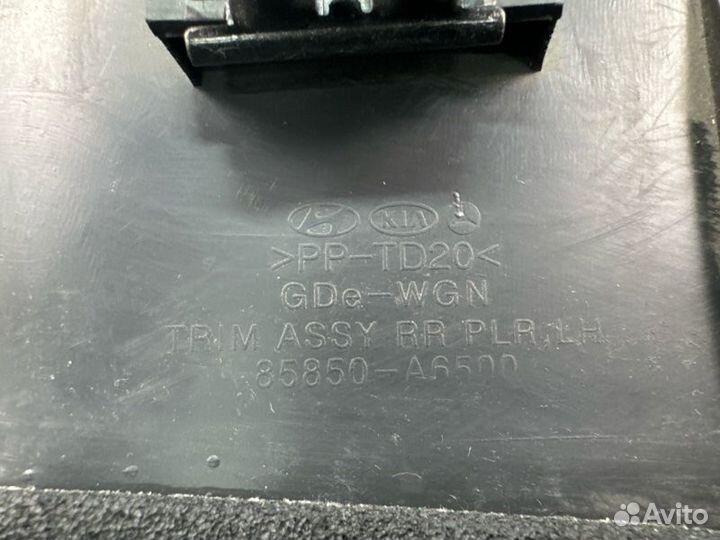 KIA
>PP-TD20<
GDe-WGN
TRIM ASSY RR PLR,LH
85850-A6500
Avito